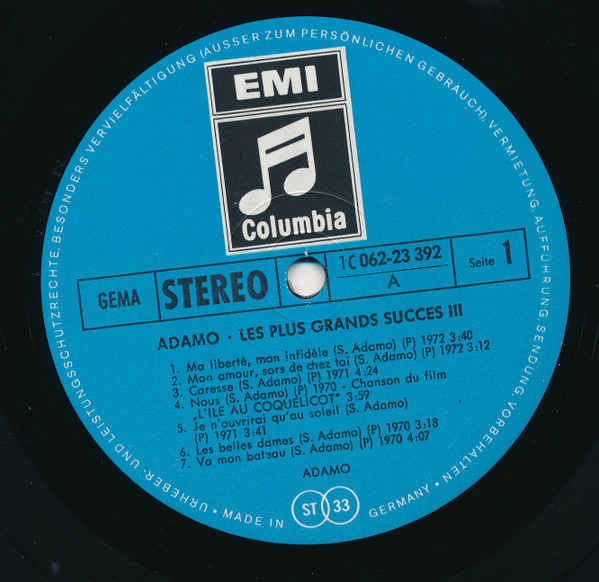 URHEBER- UND LEISTUNGSSCHUTZRECHTE, BESONDERS VERVIELFÄLTIGUNG (AUSSER ZUM PERSÖNLICHEN GEBRAUCH), VERMIETUNG AUFFÜHRUNG, SENDUNG VORBEHALTEN
EMI
Columbia
GEMA
STEREO
1C 062-23 392
A
Seite 1
ADAMO · LES PLUS GRANDS SUCCES III
1. Ma liberté, mon infidèle (S. Adamo) (P) 1972 3:40
2. Mon amour, sors de chez toi (S. Adamo) (P) 1972 3:12
3. Caresse (S. Adamo) (P) 1971 4:24
4. Nous (S. Adamo) (P) 1970 - Chanson du film
„L'ILE AU COQUELICOT" 3:59
5. Je n'ouvrirai qu'au soleil (S. Adamo)
(P) 1971 3:41
6. Les belles dames (S. Adamo) (P) 1970 3:18
7. Va mon bateau (S. Adamo) (P) 1970 4:07
ADAMO
• MADE IN
ST 33
GERMANY •